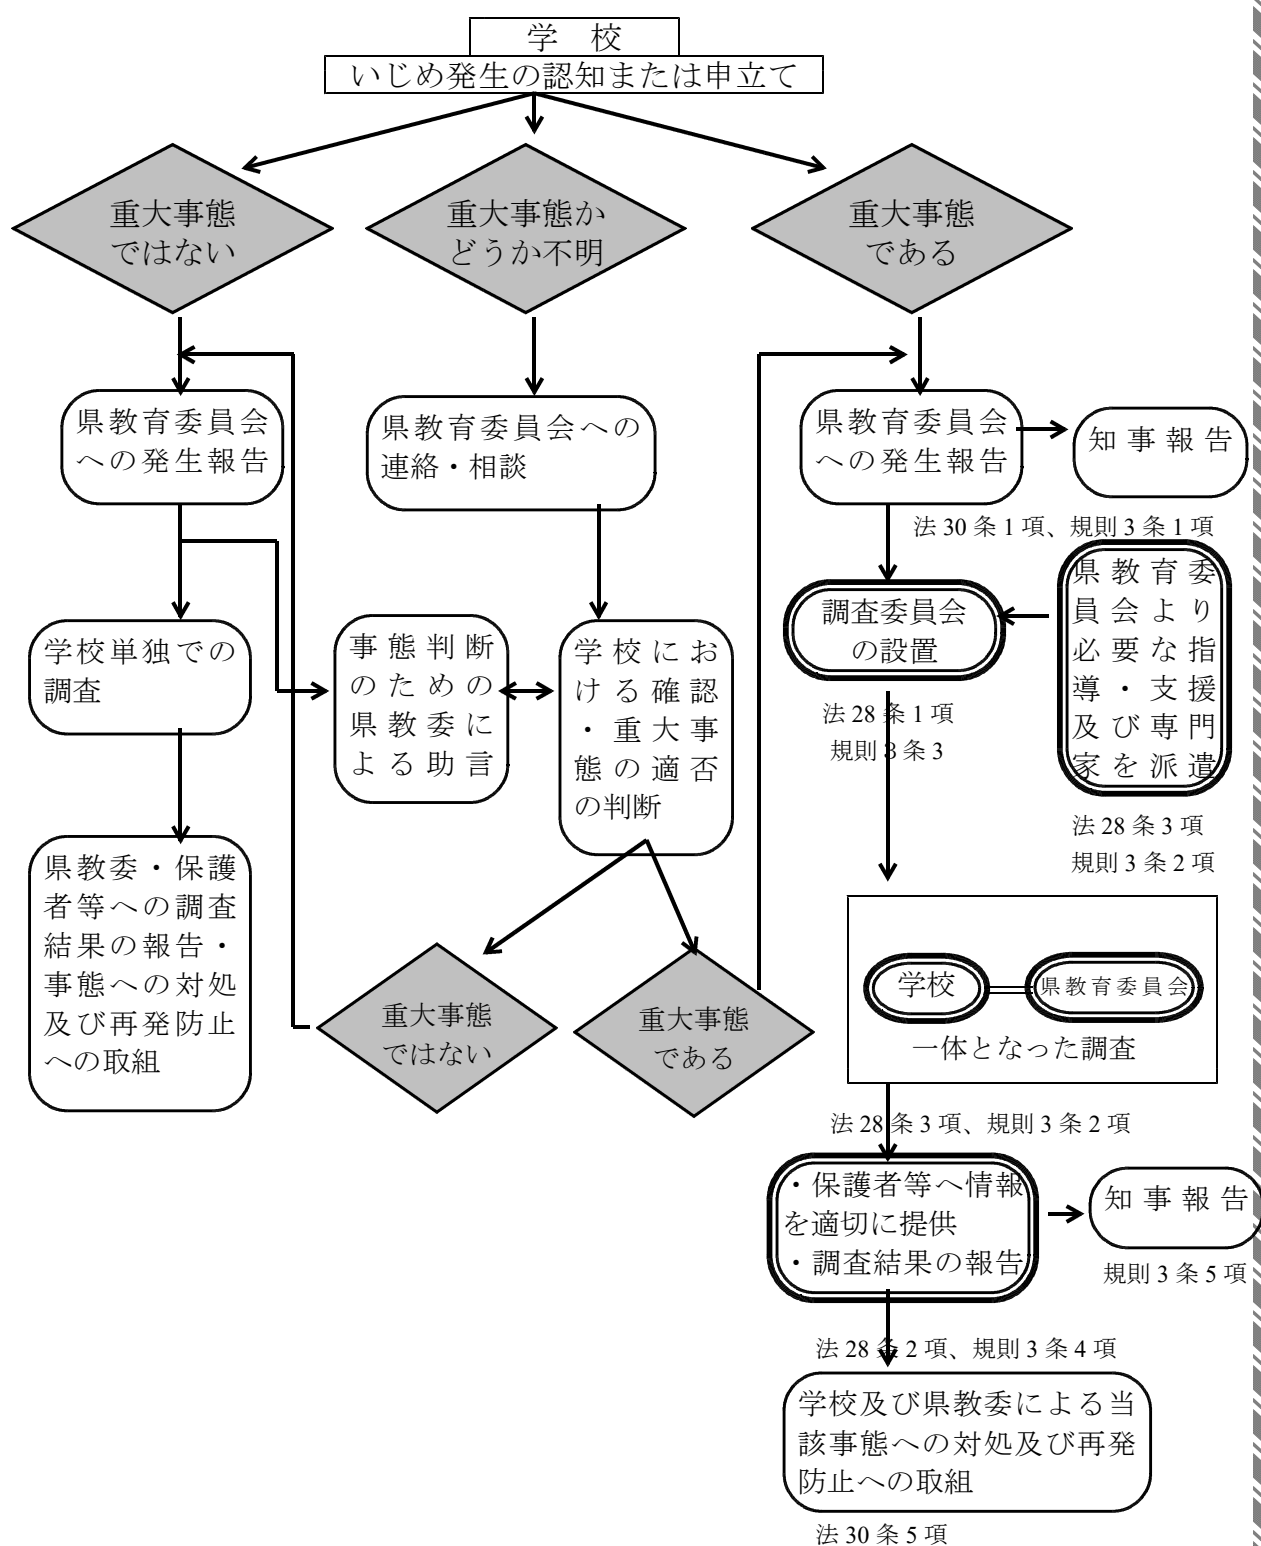 学　校
いじめ発生の認知または申立て
重大事態
ではない
重大事態か
どうか不明
重大事態
である
県教育委員会
への発生報告
県教育委員会への
連絡・相談
県教育委員会
への発生報告
知事報告
法 30 条 1 項、規則 3 条 1 項
学校単独での
調査
事態判断
のための
県教委に
よる助言
学校にお
ける確認
・重大事
態の適否
の判断
調査委員会
の設置
法 28 条 1 項
規則 3 条 3
県教育委
員会より
必要な指
導・支援
及び専門
家を派遣
法 28 条 3 項
規則 3 条 2 項
県教委・保護
者等への調査
結果の報告・
事態への対処
及び再発防止
への取組
重大事態
ではない
重大事態
である
学校
県教育委員会
一体となった調査
法 28 条 3 項、規則 3 条 2 項
・保護者等へ情報
を適切に提供
・調査結果の報告
知事報告
規則 3 条 5 項
法 28 条 2 項、規則 3 条 4 項
学校及び県教委による当
該事態への対処及び再発
防止への取組
法 30 条 5 項